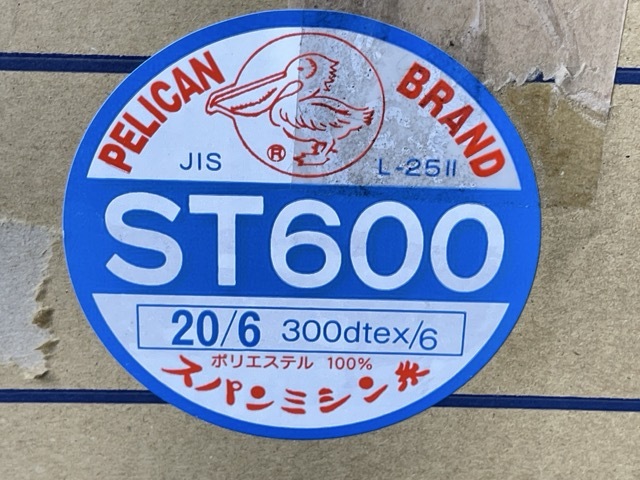 PELICAN BRAND
®
JIS L-2511
ST600
20/6 300dtex/6
ポリエステル 100%
スパンミシン糸